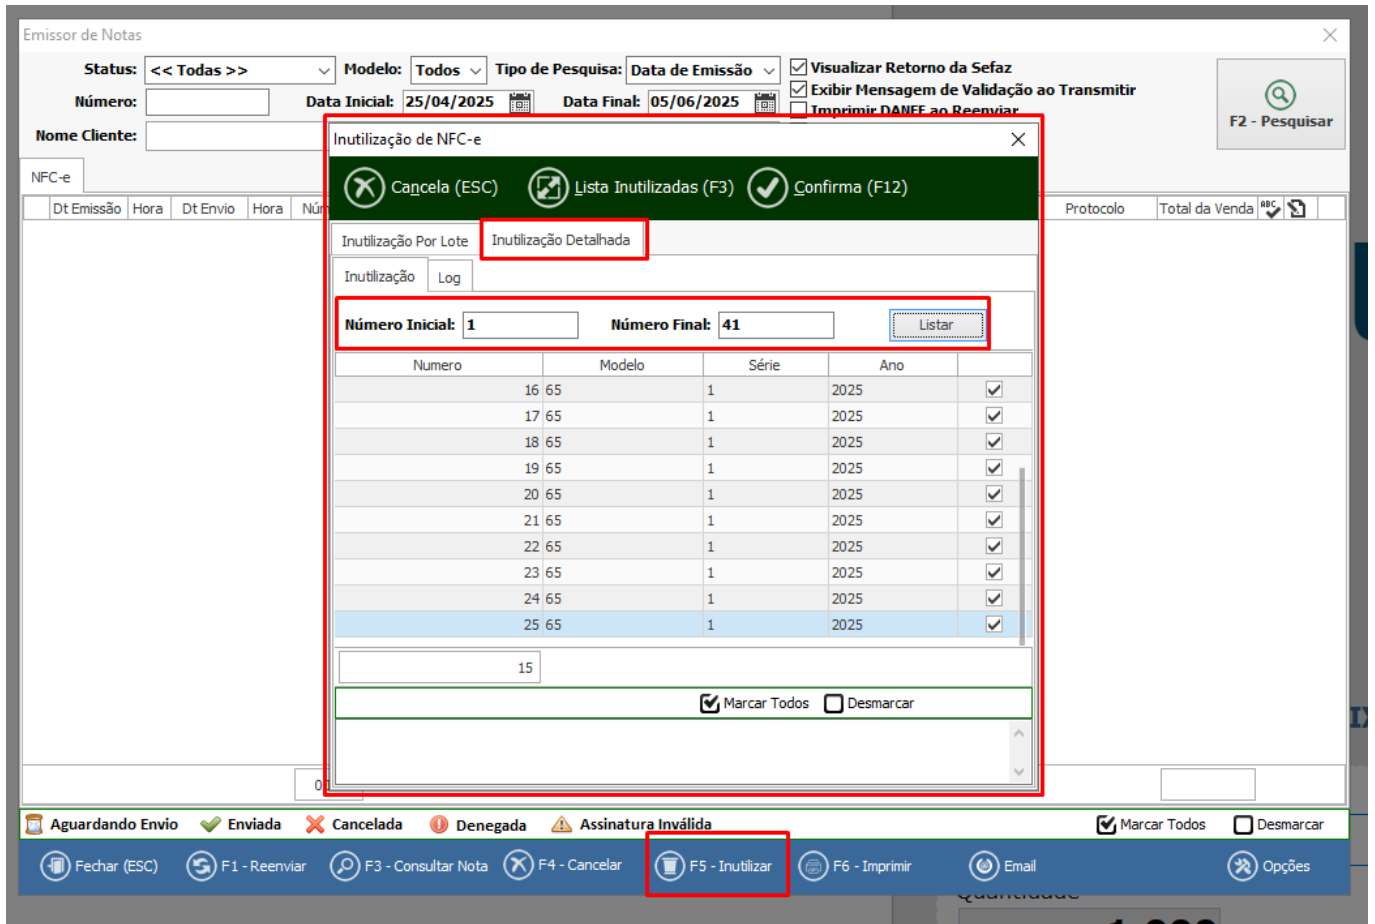 Emissor de Notas
Status: << Todas >> Modelo: Todos Tipo de Pesquisa: Data de Emissão Visualizar Retorno da Sefaz
Exibir Mensagem de Validação ao Transmitir
Número: Data Inicial: 25/04/2025 Data Final: 05/06/2025 Imprimir DANFE ao Reenviar
F2 - Pesquisar
Nome Cliente:
Inutilização de NFC-e
Cancela (ESC) Lista Inutilizadas (F3) Confirma (F12)
NFC-e
Dt Emissão Hora Dt Envio Hora Protocolo Total da Venda
Inutilização Por Lote Inutilização Detalhada
Inutilização Log
Número Inicial: 1 Número Final: 41 Listar
Numero Modelo Série Ano
16 65 1 2025
17 65 1 2025
18 65 1 2025
19 65 1 2025
20 65 1 2025
21 65 1 2025
22 65 1 2025
23 65 1 2025
24 65 1 2025
25 65 1 2025
15
Marcar Todos Desmarcar
Aguardando Envio Enviada Cancelada Denegada Assinatura Inválida Marcar Todos Desmarcar
Fechar (ESC) F1 - Reenviar F3 - Consultar Nota F4 - Cancelar F5 - Inutilizar F6 - Imprimir Email Opções
Quantidade